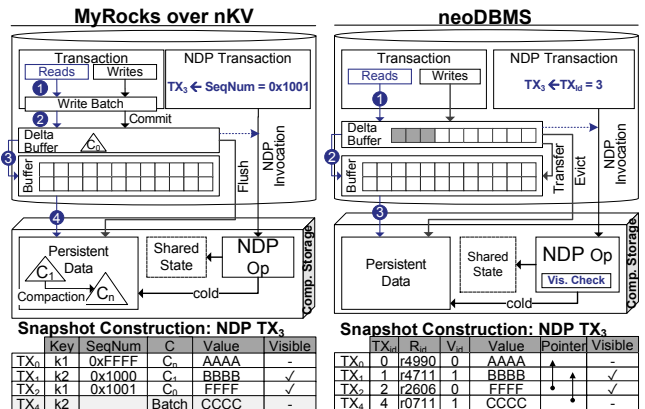 MyRocks over nKV
Transaction
Reads
Writes
1
Write Batch
2
Commit
Delta
Buffer
C0
3
Buffer
Flush
NDP
Invocation
NDP Transaction
TX3 ← SeqNum = 0x1001
4
Persistent
Data
C1
Compaction
Cn
Shared
State
NDP
Op
cold
Comp. Storage
Snapshot Construction: NDP TX3
Key SeqNum C Value Visible
TX0 k1 0xFFFF Cn AAAA -
TX1 k2 0x1000 C1 BBBB ✓
TX2 k1 0x1001 C0 FFFF ✓
TX4 k2 Batch CCCC -
neoDBMS
Transaction
Reads
Writes
1
Delta
Buffer
2
Buffer
Transfer
Evict
NDP
Invocation
NDP Transaction
TX3 ← TXid = 3
3
Persistent
Data
Shared
State
NDP Op
Vis. Check
cold
Comp. Storage
Snapshot Construction: NDP TX3
TXid Rid Vid Value Pointer Visible
TX0 0 r4990 0 AAAA -
TX1 1 r4711 1 BBBB ✓
TX2 2 r2606 0 FFFF ✓
TX4 4 r0711 1 CCCC -